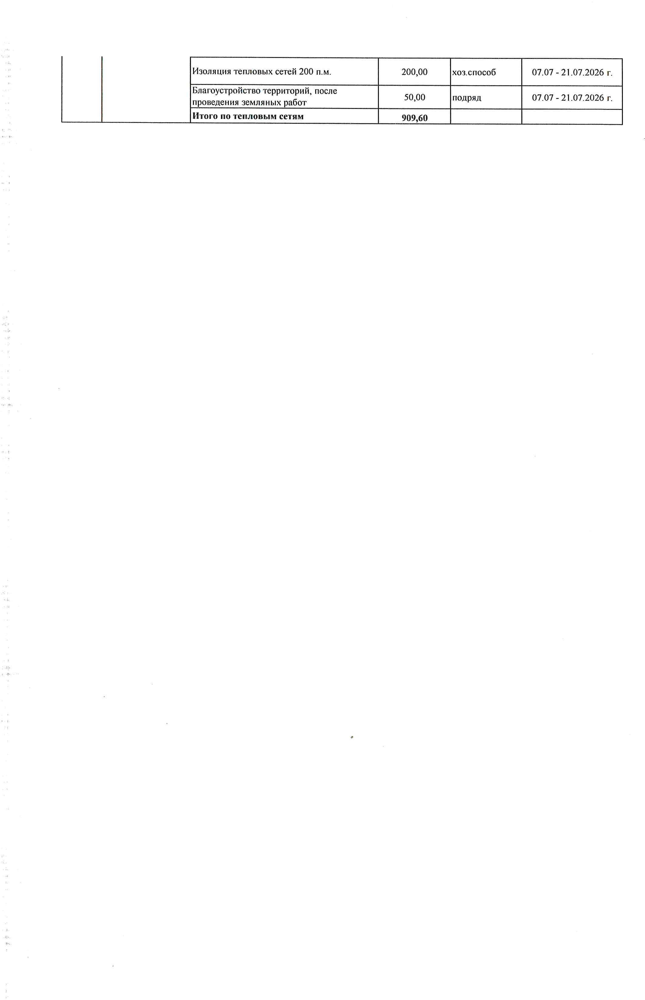 Изоляция тепловых сетей 200 п.м. 200,00 хоз.способ 07.07 - 21.07.2026 г.
Благоустройство территорий, после
проведения земляных работ 50,00 подряд 07.07 - 21.07.2026 г.
Итого по тепловым сетям 909,60